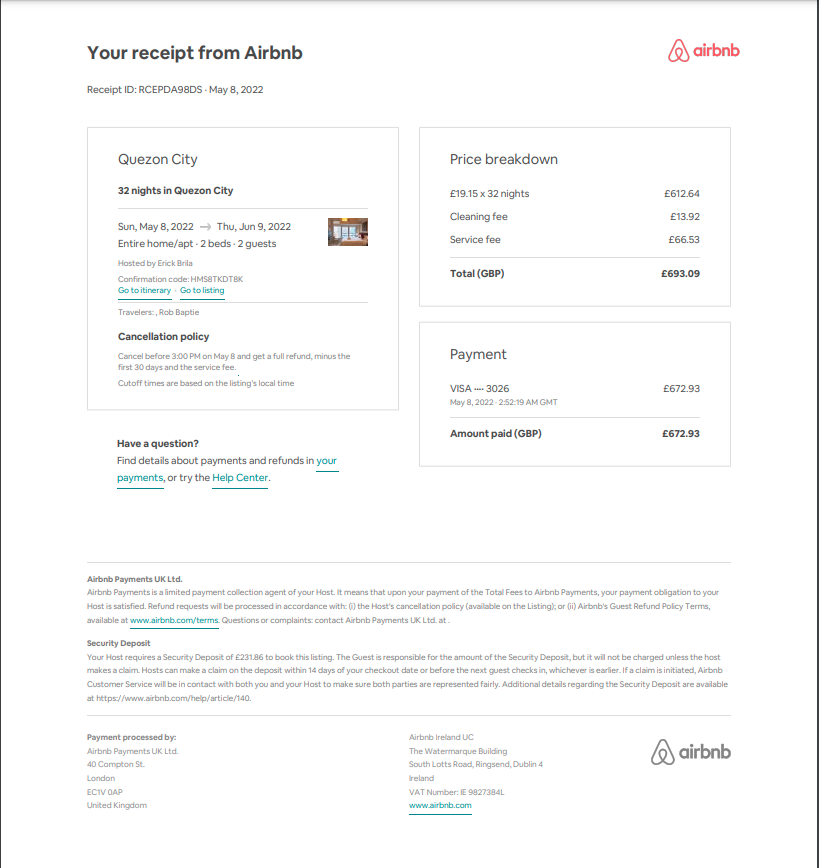 Your receipt from Airbnb
airbnb
Receipt ID: RCEPDA98DS · May 8, 2022
Quezon City
32 nights in Quezon City
Sun, May 8, 2022 → Thu, Jun 9, 2022
Entire home/apt · 2 beds · 2 guests
Hosted by Erick Brila
Confirmation code: HMS8TKDT8K
Go to itinerary · Go to listing
Travelers: , Rob Baptie
Cancellation policy
Cancel before 3:00 PM on May 8 and get a full refund, minus the
first 30 days and the service fee.
Cutoff times are based on the listing's local time
Have a question?
Find details about payments and refunds in your
payments, or try the Help Center.
Price breakdown
£19.15 x 32 nights £612.64
Cleaning fee £13.92
Service fee £66.53
Total (GBP) £693.09
Payment
VISA •••• 3026 £672.93
May 8, 2022 · 2:52:19 AM GMT
Amount paid (GBP) £672.93
Airbnb Payments UK Ltd.
Airbnb Payments is a limited payment collection agent of your Host. It means that upon your payment of the Total Fees to Airbnb Payments, your payment obligation to your
Host is satisfied. Refund requests will be processed in accordance with: (i) the Host's cancellation policy (available on the Listing); or (ii) Airbnb's Guest Refund Policy Terms,
available at www.airbnb.com/terms. Questions or complaints: contact Airbnb Payments UK Ltd. at .
Security Deposit
Your Host requires a Security Deposit of £231.86 to book this listing. The Guest is responsible for the amount of the Security Deposit, but it will not be charged unless the host
makes a claim. Hosts can make a claim on the deposit within 14 days of your checkout date or before the next guest checks in, whichever is earlier. If a claim is initiated, Airbnb
Customer Service will be in contact with both you and your Host to make sure both parties are represented fairly. Additional details regarding the Security Deposit are available
at https://www.airbnb.com/help/article/140.
Payment processed by:
Airbnb Payments UK Ltd.
40 Compton St.
London
EC1V 0AP
United Kingdom
Airbnb Ireland UC
The Watermarque Building
South Lotts Road, Ringsend, Dublin 4
Ireland
VAT Number: IE 9827384L
www.airbnb.com
airbnb